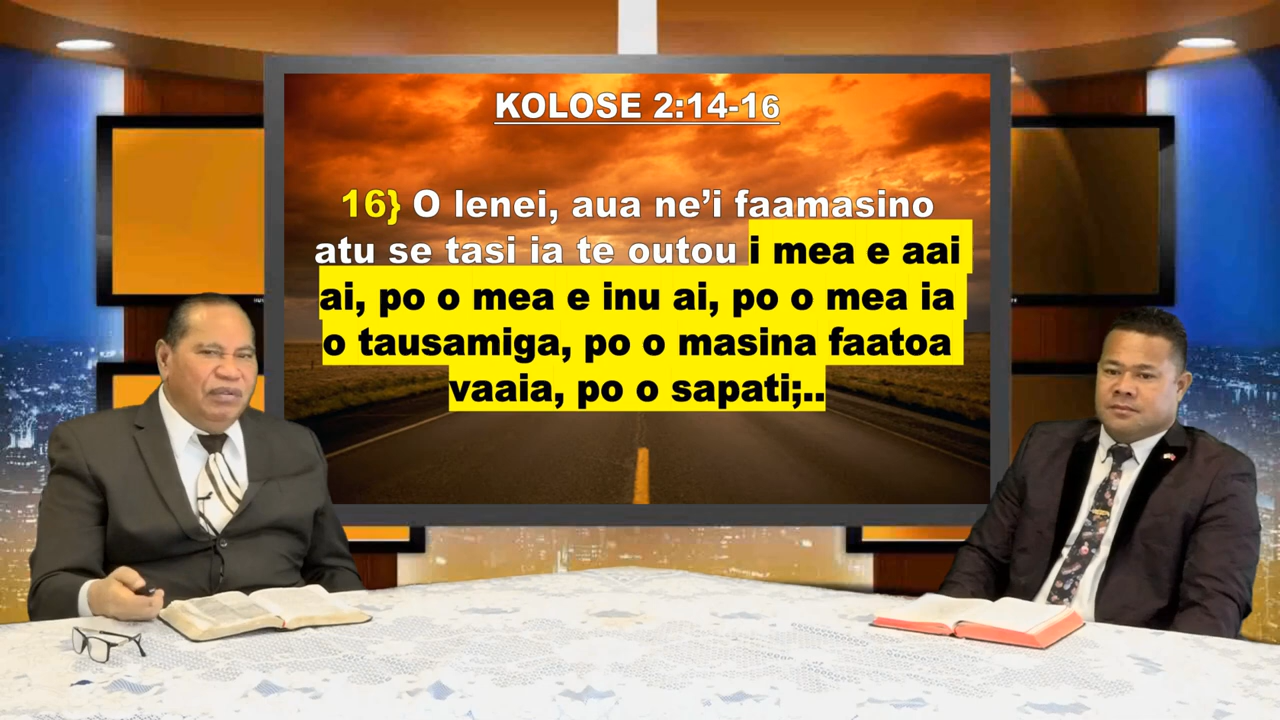 KOLOSE 2:14-16
16} O lenei, aua ne’i faamasino
atu se tasi ia te outou i mea e aai
ai, po o mea e inu ai, po o mea ia
o tausamiga, po o masina faatoa
vaaia, po o sapati;..